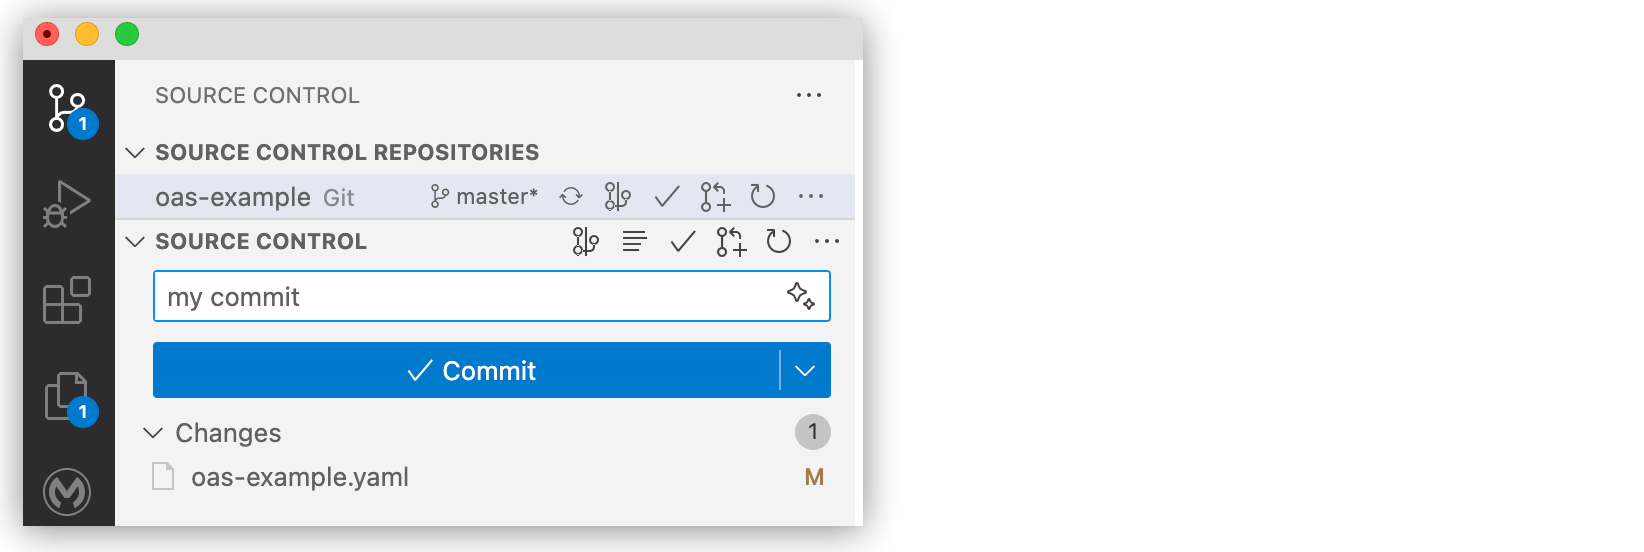 SOURCE CONTROL
1
SOURCE CONTROL REPOSITORIES
oas-example Git master*
SOURCE CONTROL
my commit
Commit
Changes 1
1
oas-example.yaml M